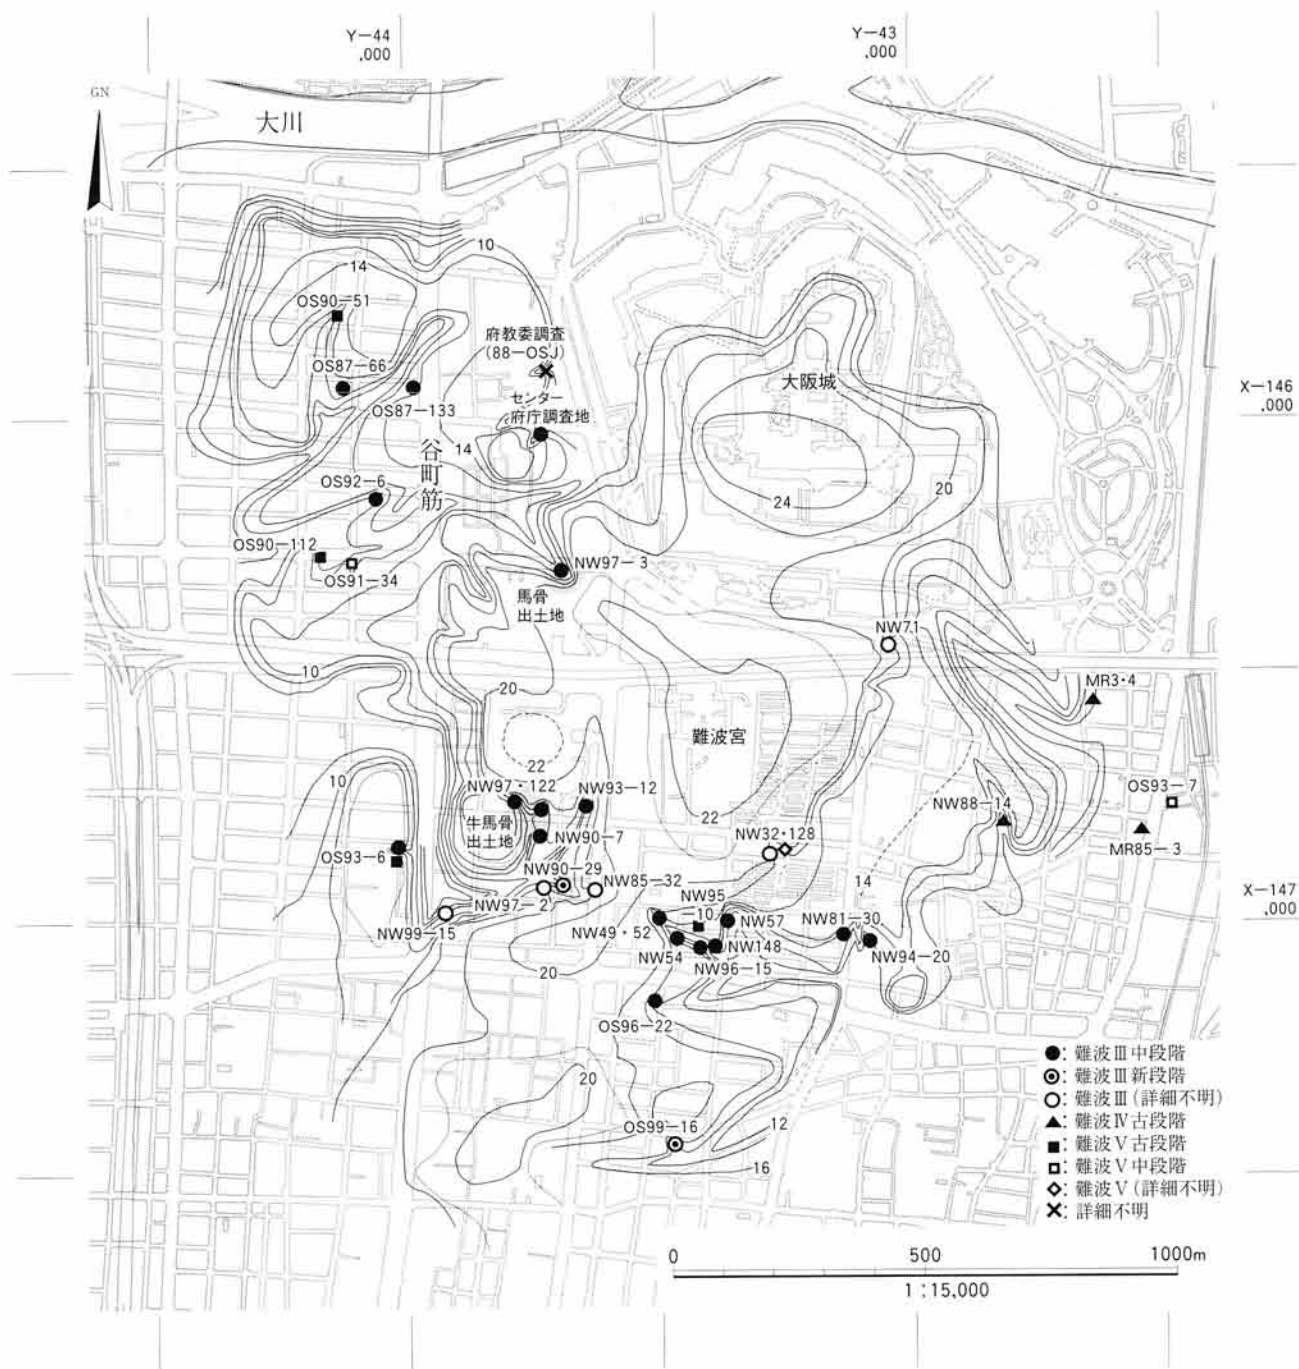 Y−44
.000
Y−43
.000
GN
大川
10
14
OS90−51
府教委調査
(88−OSJ)
OS87−66
大阪城
X−146
.000
OS87−133
センター
府庁調査地
14
谷町筋
OS92−6
20
24
OS90−112
OS91−34
NW97−3
馬骨
出土地
NW71
10
20
MR3・4
難波宮
10
22
NW97・122
NW93−12
OS93−7
22
NW88−14
牛馬骨
出土地
NW32・128
OS93−6
NW90−7
MR85−3
NW90−29
NW85−32
14
X−147
.000
NW97−2
NW95
10
NW57
NW81−30
NW99−15
NW49・52
NW54
NW148
NW94−20
20
NW96−15
OS96−22
●：難波Ⅲ中段階
◉：難波Ⅲ新段階
○：難波Ⅲ(詳細不明)
▲：難波Ⅳ古段階
■：難波Ⅴ古段階
□：難波Ⅴ中段階
◇：難波Ⅴ(詳細不明)
✕：詳細不明
20
OS99−16
12
16
0
500
1000m
1：15,000